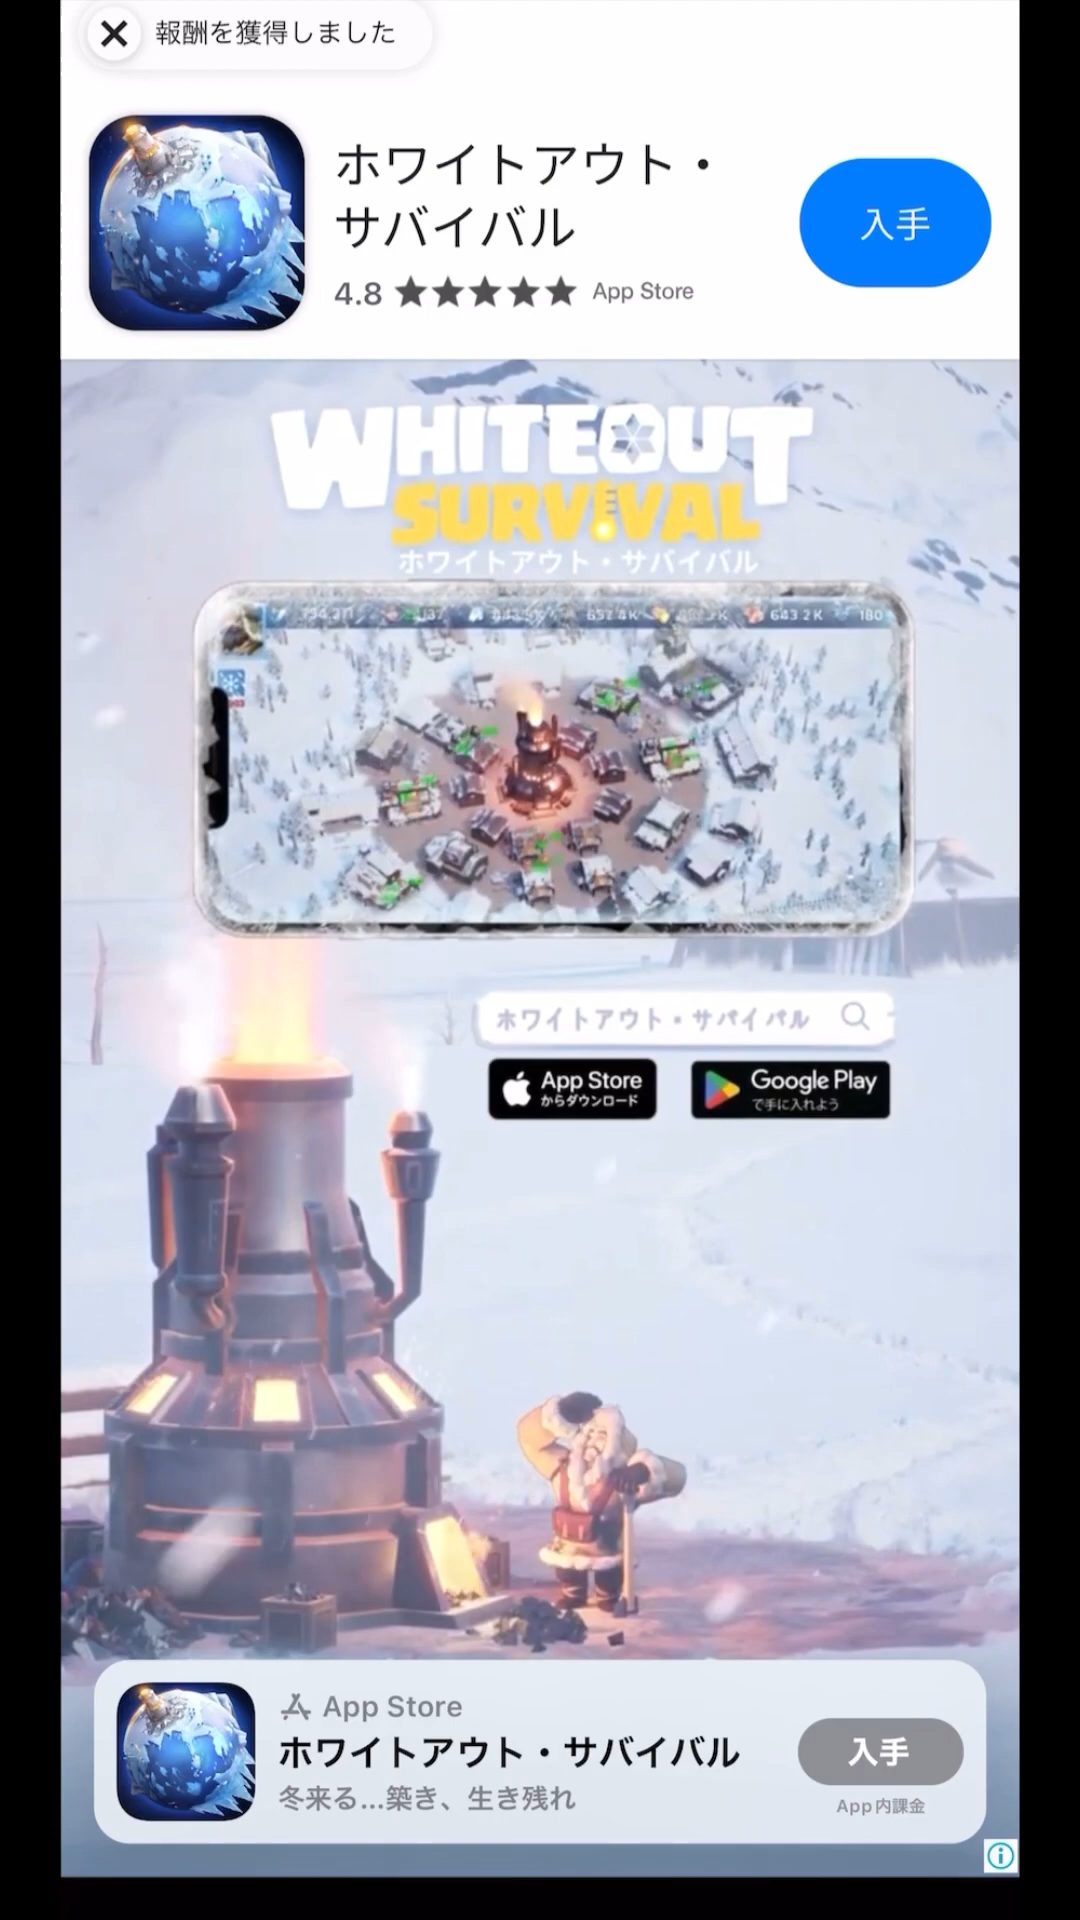 報酬を獲得しました
ホワイトアウト・
サバイバル
入手
4.8 ★★★★★ App Store
WHITEOUT
SURVIVAL
ホワイトアウト・サバイバル
657.4K 643.2K 180
ホワイトアウト・サバイバル
App Store
からダウンロード
Google Play
で手に入れよう
App Store
ホワイトアウト・サバイバル
冬来る...築き、生き残れ
入手
App内課金